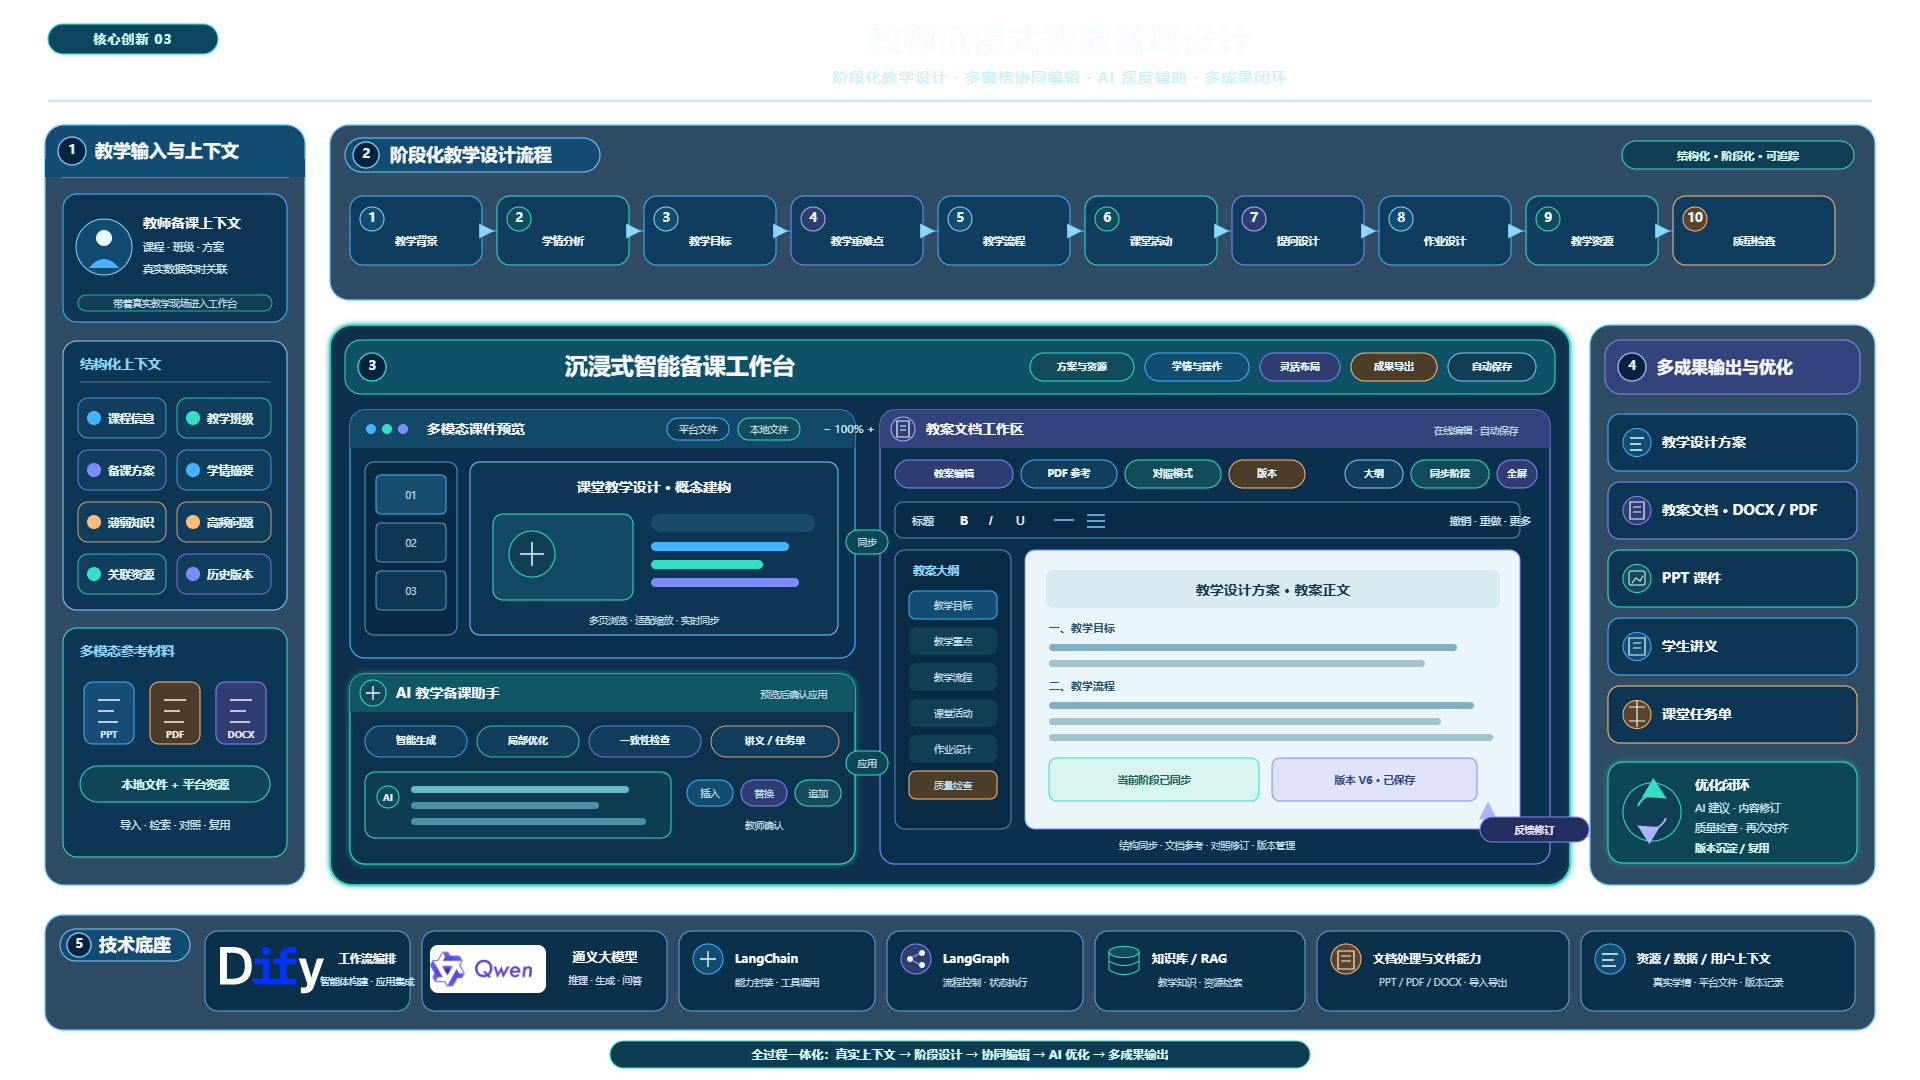 核心创新 03
教师沉浸式智能备课设计
阶段化教学设计 · 多窗格协同编辑 · AI 深度辅助 · 多成果闭环
1 教学输入与上下文
教师备课上下文
课程 · 班级 · 方案
真实数据实时关联
带着真实教学现场进入工作台
结构化上下文
课程信息
教学班级
备课方案
学情摘要
薄弱知识
高频问题
关联资源
历史版本
多模态参考材料
PPT
PDF
DOCX
本地文件 + 平台资源
导入 · 检索 · 对照 · 复用
2 阶段化教学设计流程
结构化 • 阶段化 • 可追踪
1 教学背景
2 学情分析
3 教学目标
4 教学重难点
5 教学流程
6 课堂活动
7 提问设计
8 作业设计
9 教学资源
10 质量检查
3 沉浸式智能备课工作台
方案与资源
学情与操作
灵活布局
成果导出
自动保存
多模态课件预览
平台文件
本地文件
− 100% +
01
02
03
课堂教学设计 • 概念建构
多页浏览 · 适配缩放 · 实时同步
同步
AI 教学备课助手
预览后确认应用
智能生成
局部优化
一致性检查
讲义 / 任务单
AI
插入
替换
追加
教师确认
应用
教案文档工作区
在线编辑 · 自动保存
教案编辑
PDF 参考
对照模式
版本
大纲
同步阶段
全屏
标题 B I U
撤销 · 重做 · 更多
教案大纲
教学目标
教学重点
教学流程
课堂活动
作业设计
质量检查
教学设计方案 • 教案正文
一、教学目标
二、教学流程
当前阶段已同步
版本 V6 • 已保存
结构同步 · 文档参考 · 对照修订 · 版本管理
反馈修订
4 多成果输出与优化
教学设计方案
教案文档 • DOCX / PDF
PPT 课件
学生讲义
课堂任务单
优化闭环
AI 建议 · 内容修订
质量检查 · 再次对齐
版本沉淀 / 复用
5 技术底座
Dify
工作流编排
智能体构建 · 应用集成
Qwen
通义大模型
推理 · 生成 · 问答
LangChain
能力封装 · 工具调用
LangGraph
流程控制 · 状态执行
知识库 / RAG
教学知识 · 资源检索
文档处理与文件能力
PPT / PDF / DOCX · 导入导出
资源 / 数据 / 用户上下文
真实学情 · 平台文件 · 版本记录
全过程一体化：真实上下文 → 阶段设计 → 协同编辑 → AI 优化 → 多成果输出